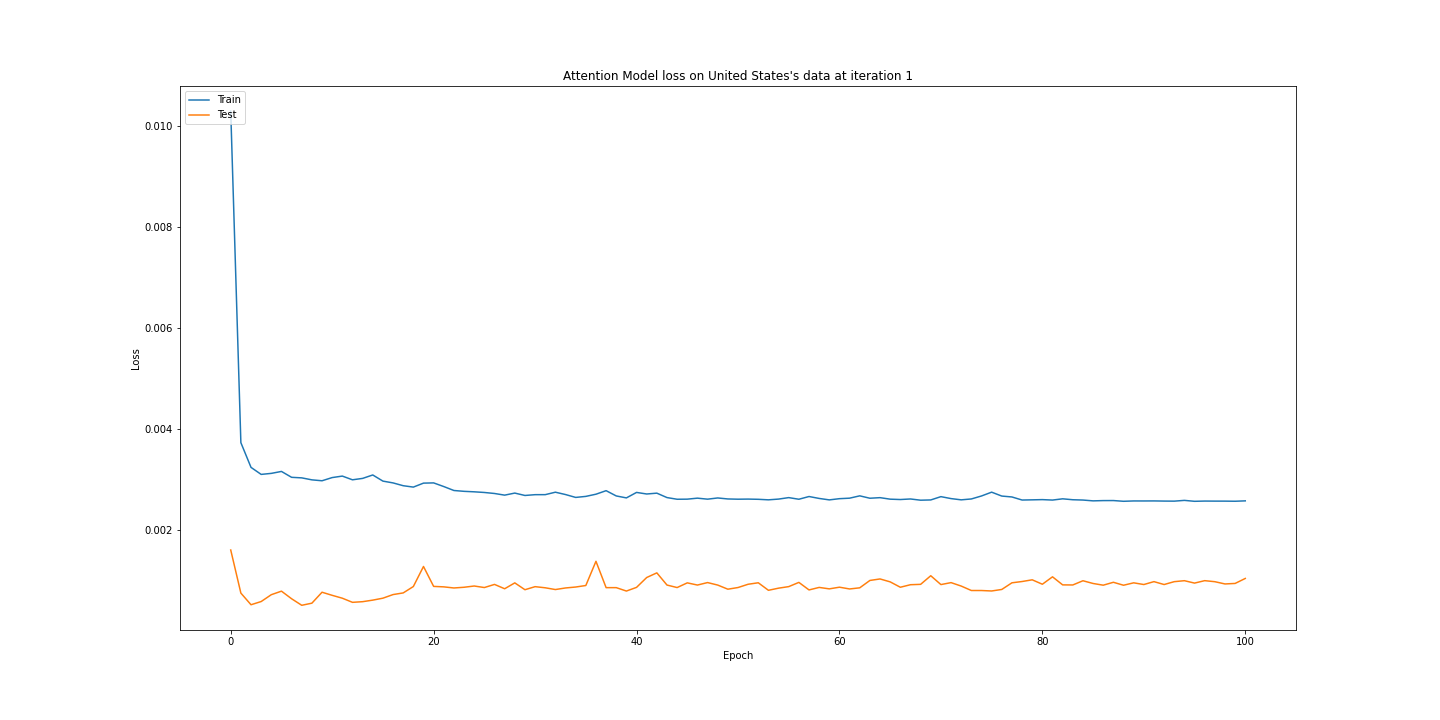 Attention Model loss on United States's data at iteration 1
Train
Test
0.010
0.008
0.006
0.004
0.002
Loss
0 20 40 60 80 100
Epoch